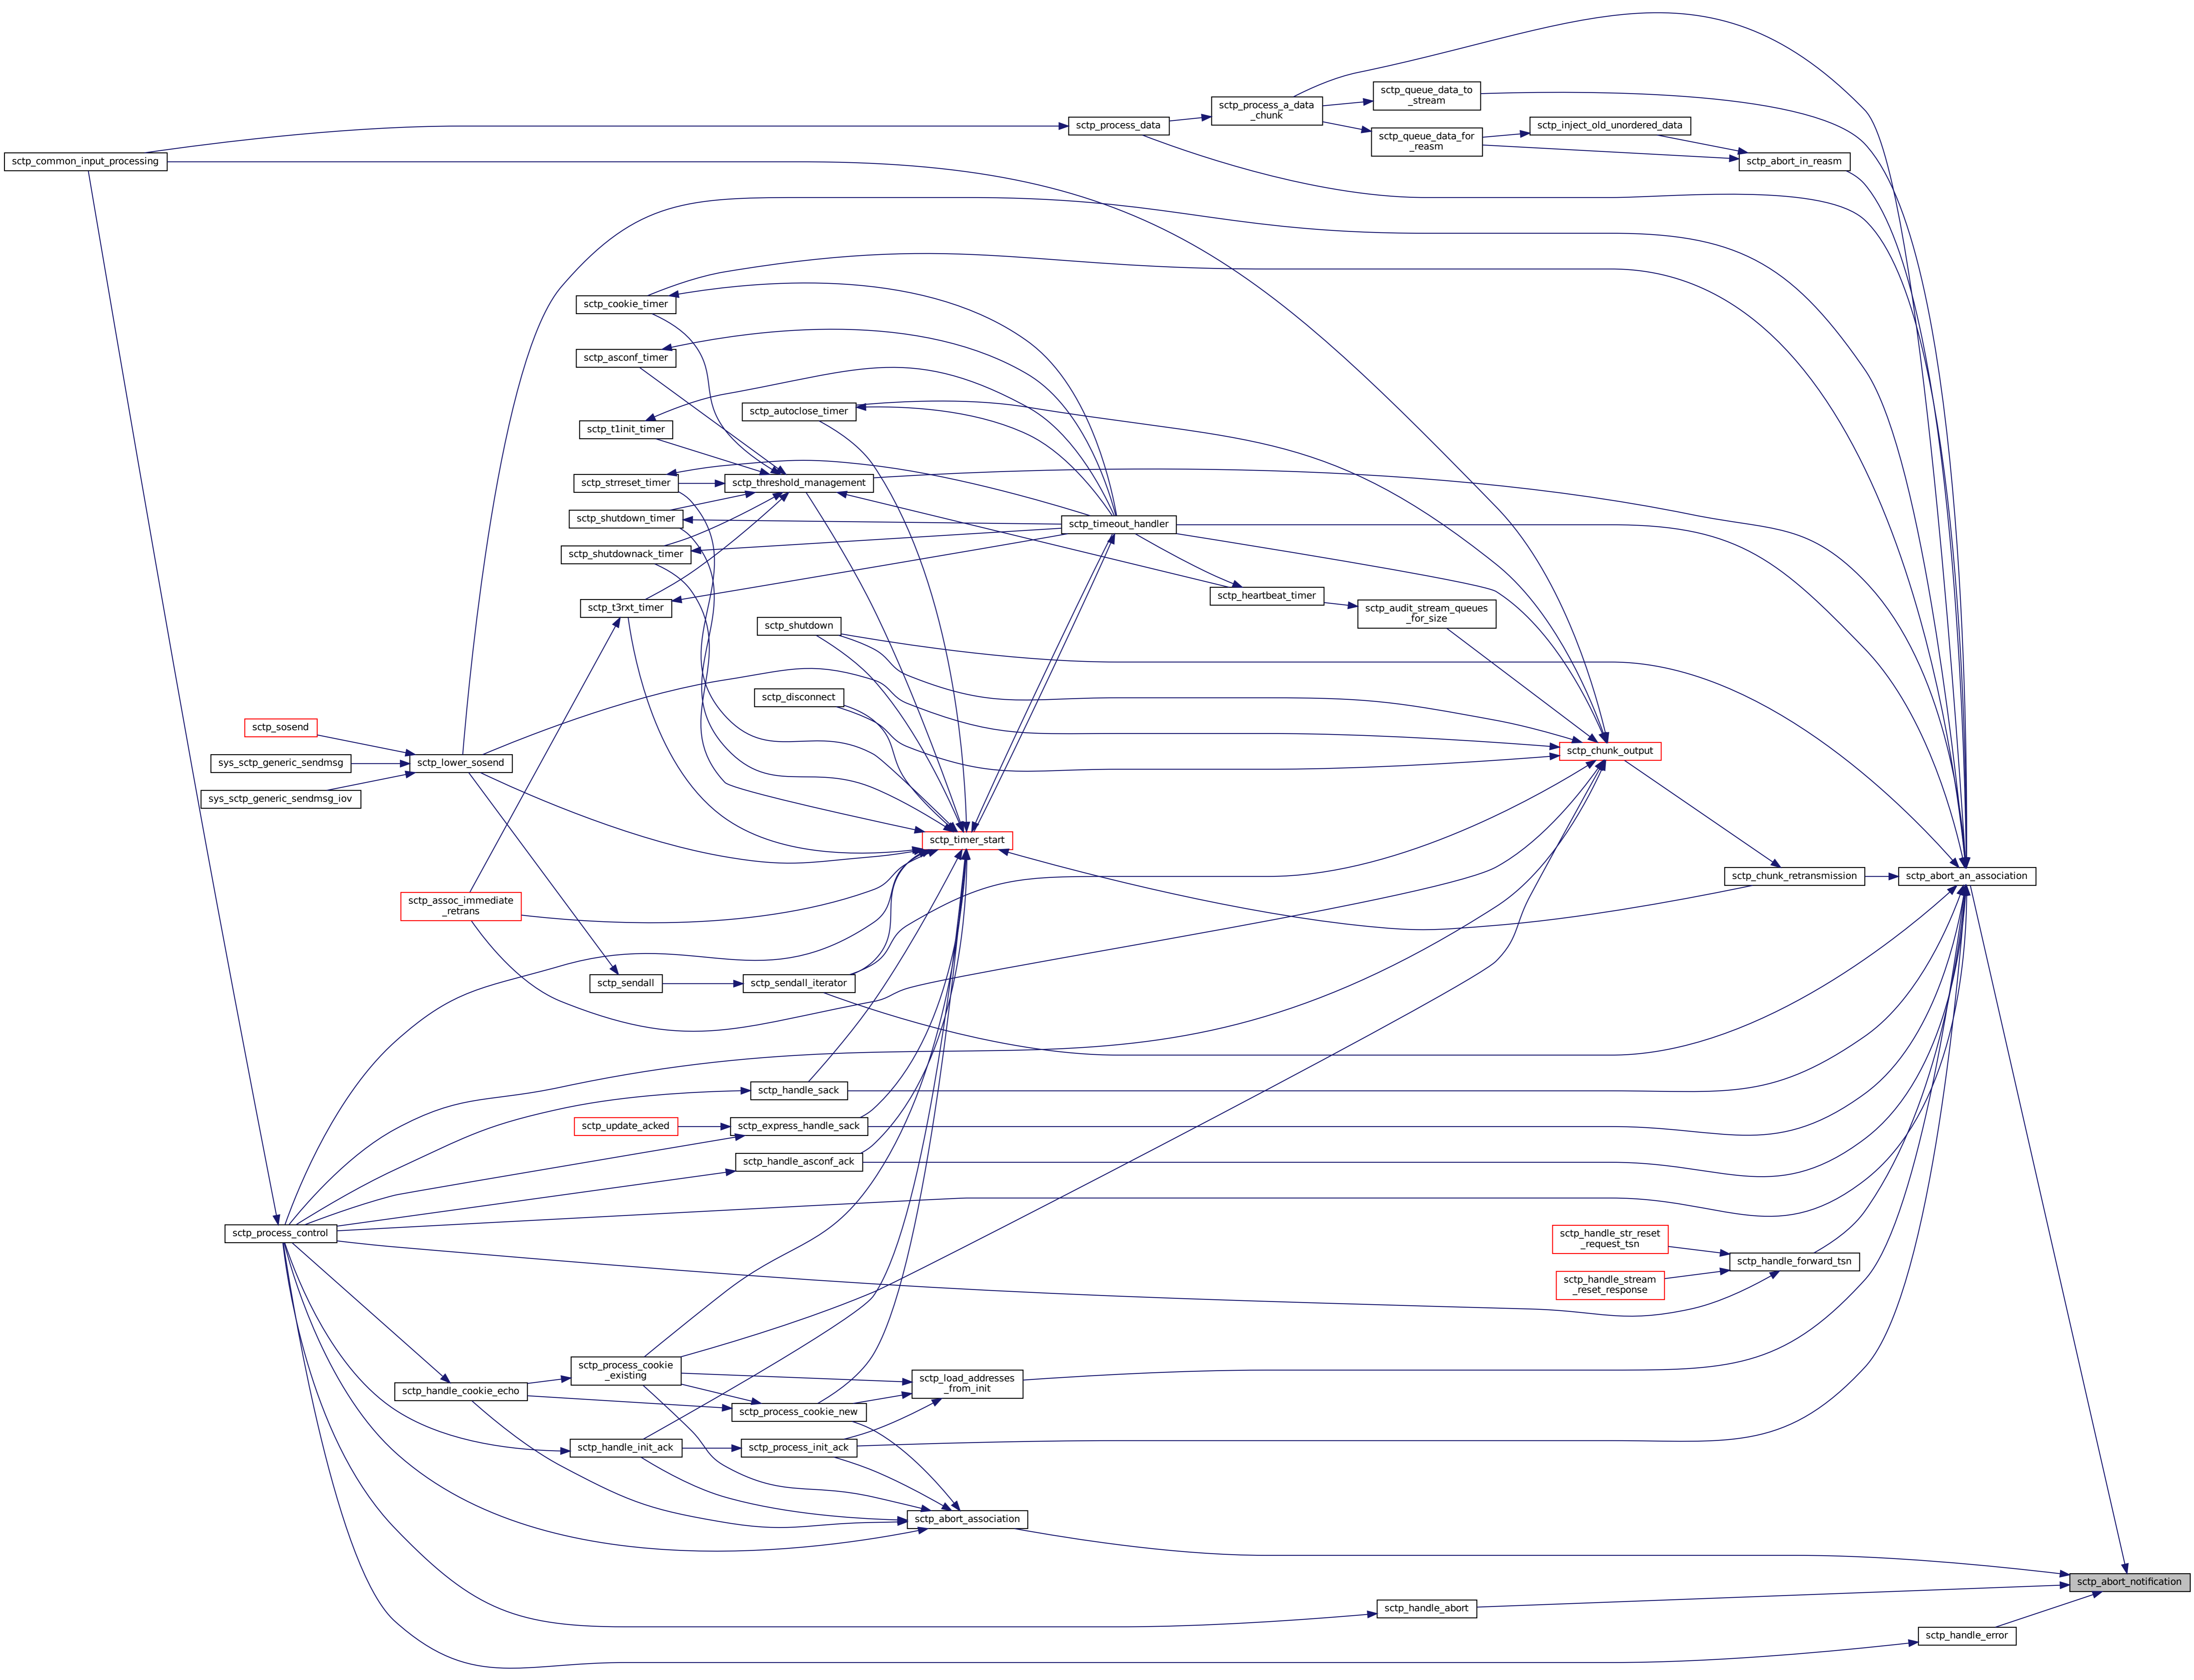 sctp_process_a_data
_chunk
sctp_queue_data_to
_stream
sctp_process_data
sctp_queue_data_for
_reasm
sctp_inject_old_unordered_data
sctp_common_input_processing
sctp_abort_in_reasm
sctp_cookie_timer
sctp_asconf_timer
sctp_autoclose_timer
sctp_t1init_timer
sctp_strreset_timer
sctp_threshold_management
sctp_shutdown_timer
sctp_timeout_handler
sctp_shutdownack_timer
sctp_heartbeat_timer
sctp_t3rxt_timer
sctp_audit_stream_queues
_for_size
sctp_shutdown
sctp_disconnect
sctp_sosend
sys_sctp_generic_sendmsg
sctp_lower_sosend
sctp_chunk_output
sys_sctp_generic_sendmsg_iov
sctp_timer_start
sctp_chunk_retransmission
sctp_abort_an_association
sctp_assoc_immediate
_retrans
sctp_sendall
sctp_sendall_iterator
sctp_handle_sack
sctp_update_acked
sctp_express_handle_sack
sctp_handle_asconf_ack
sctp_process_control
sctp_handle_str_reset
_request_tsn
sctp_handle_forward_tsn
sctp_handle_stream
_reset_response
sctp_process_cookie
_existing
sctp_handle_cookie_echo
sctp_load_addresses
_from_init
sctp_process_cookie_new
sctp_handle_init_ack
sctp_process_init_ack
sctp_abort_association
sctp_abort_notification
sctp_handle_abort
sctp_handle_error